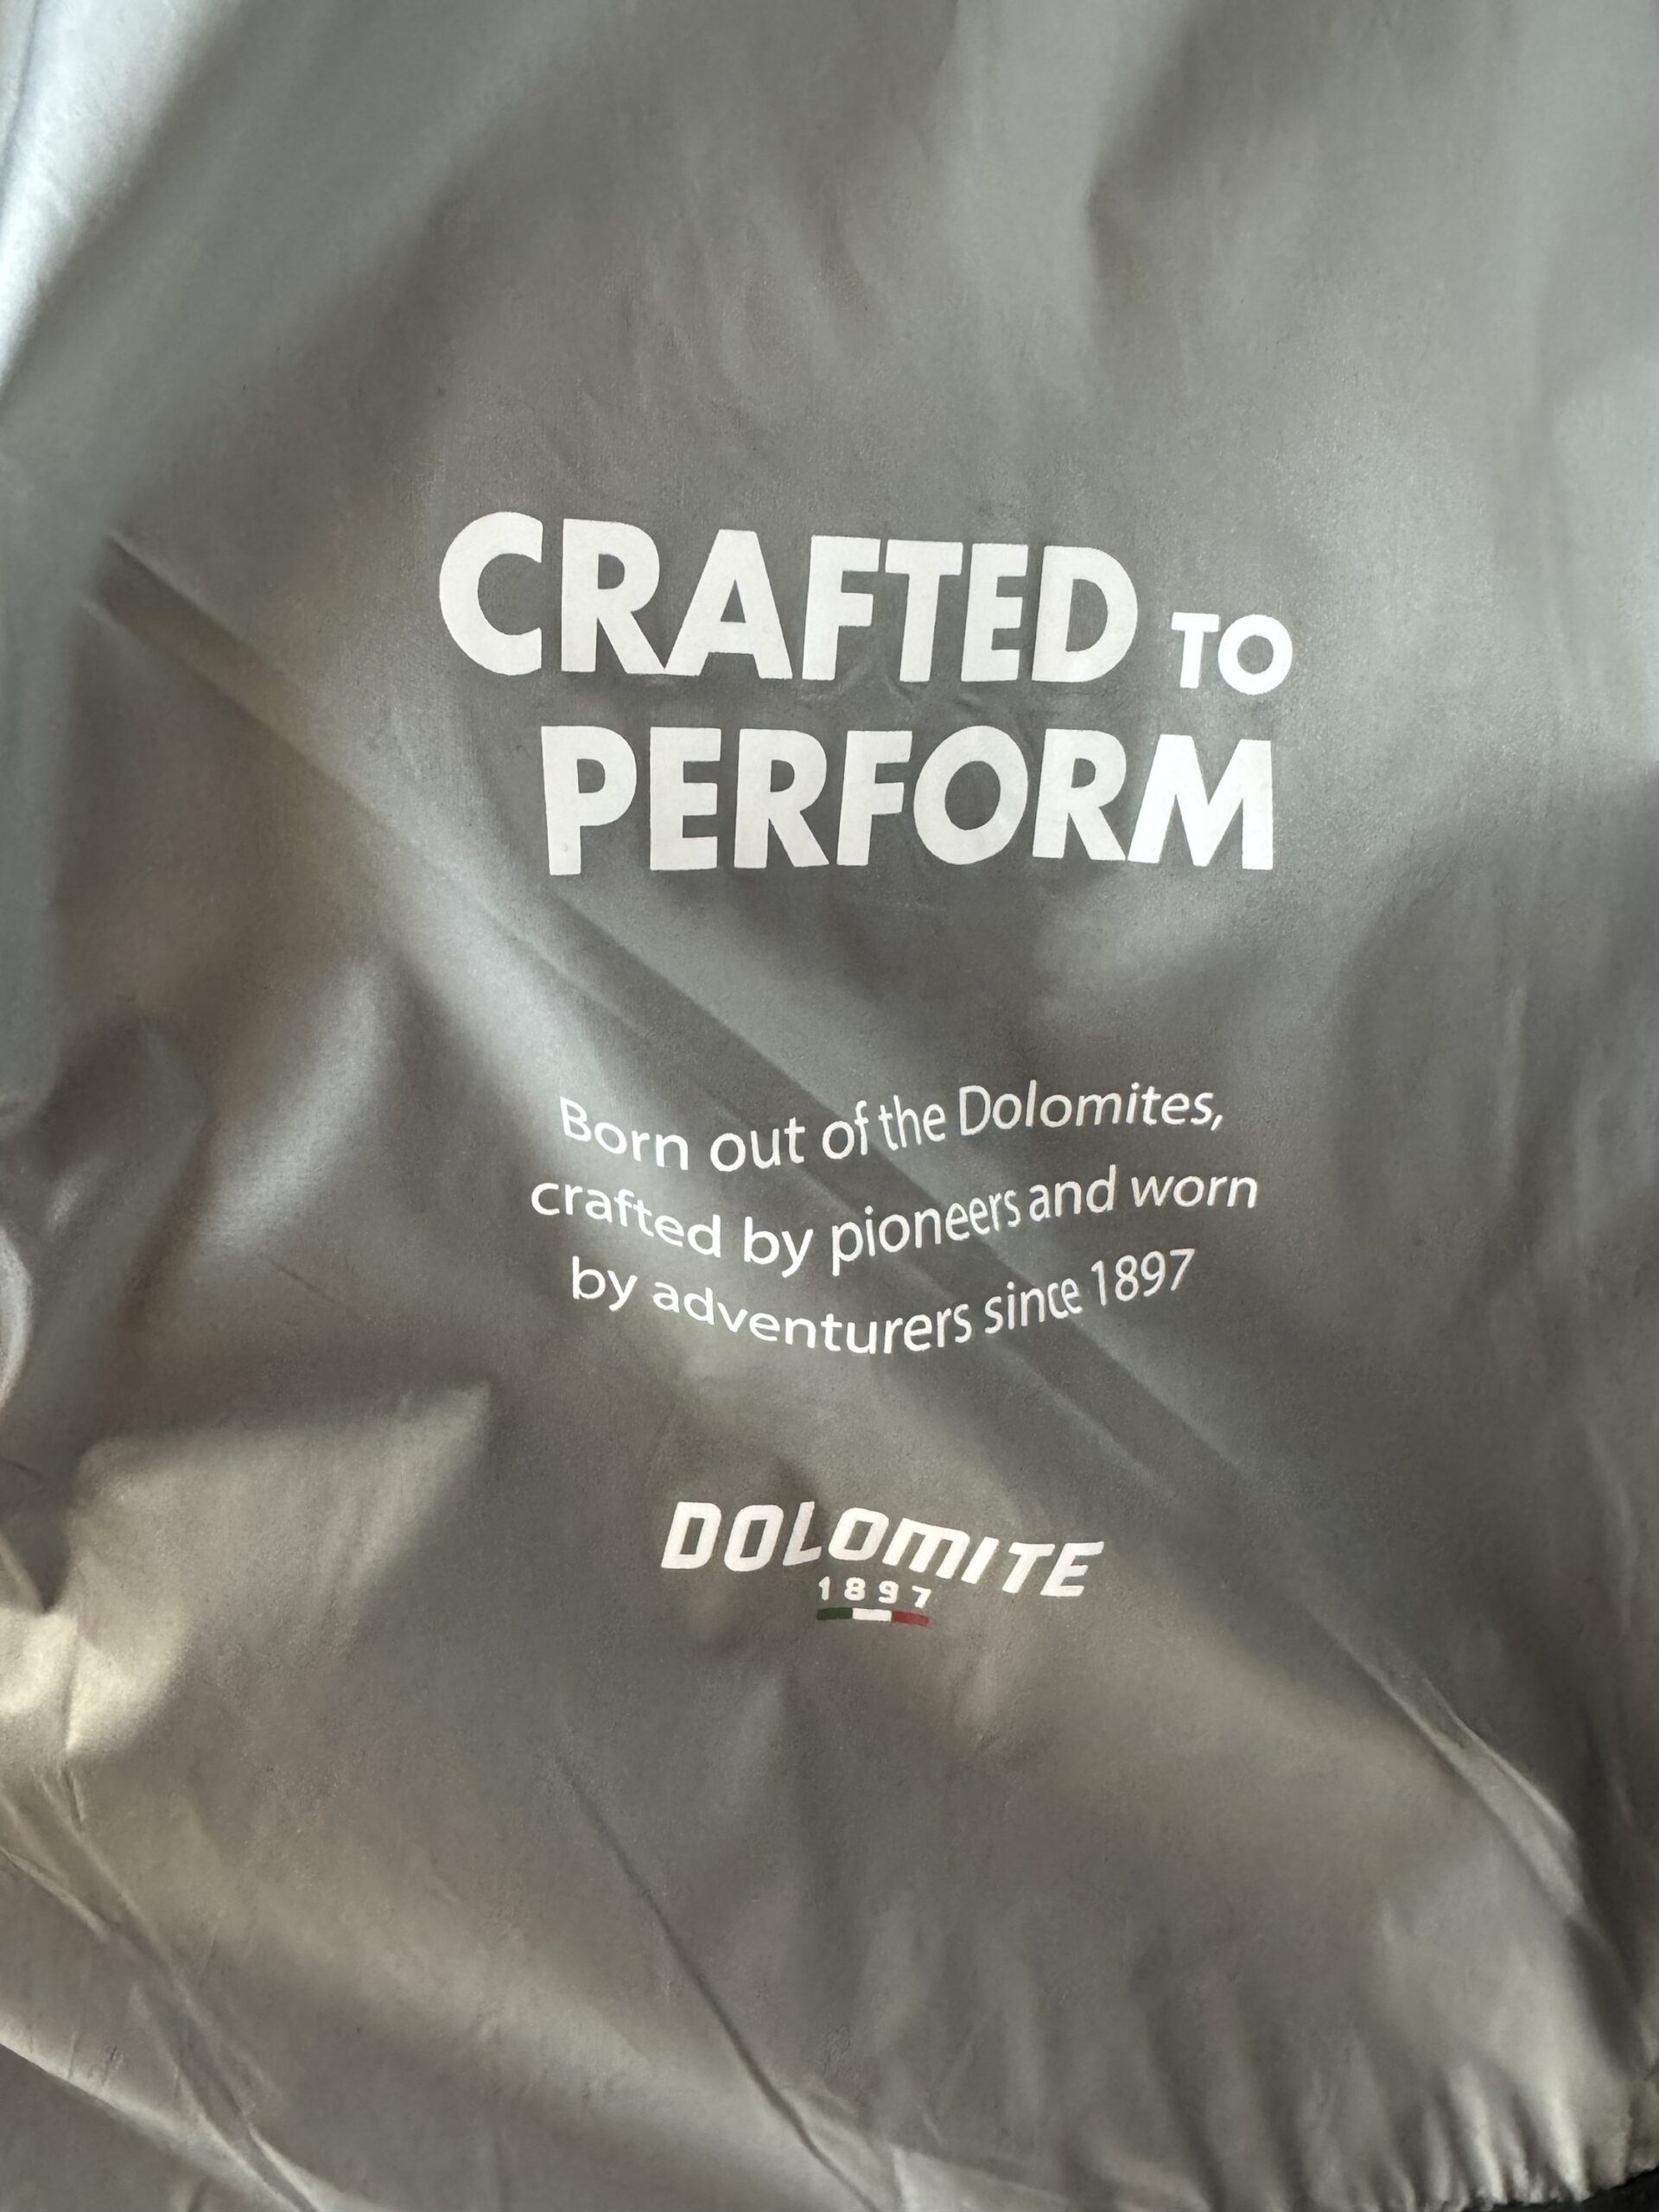 CRAFTED TO
PERFORM
Born out of the Dolomites,
crafted by pioneers and worn
by adventurers since 1897
DOLOMITE
1897